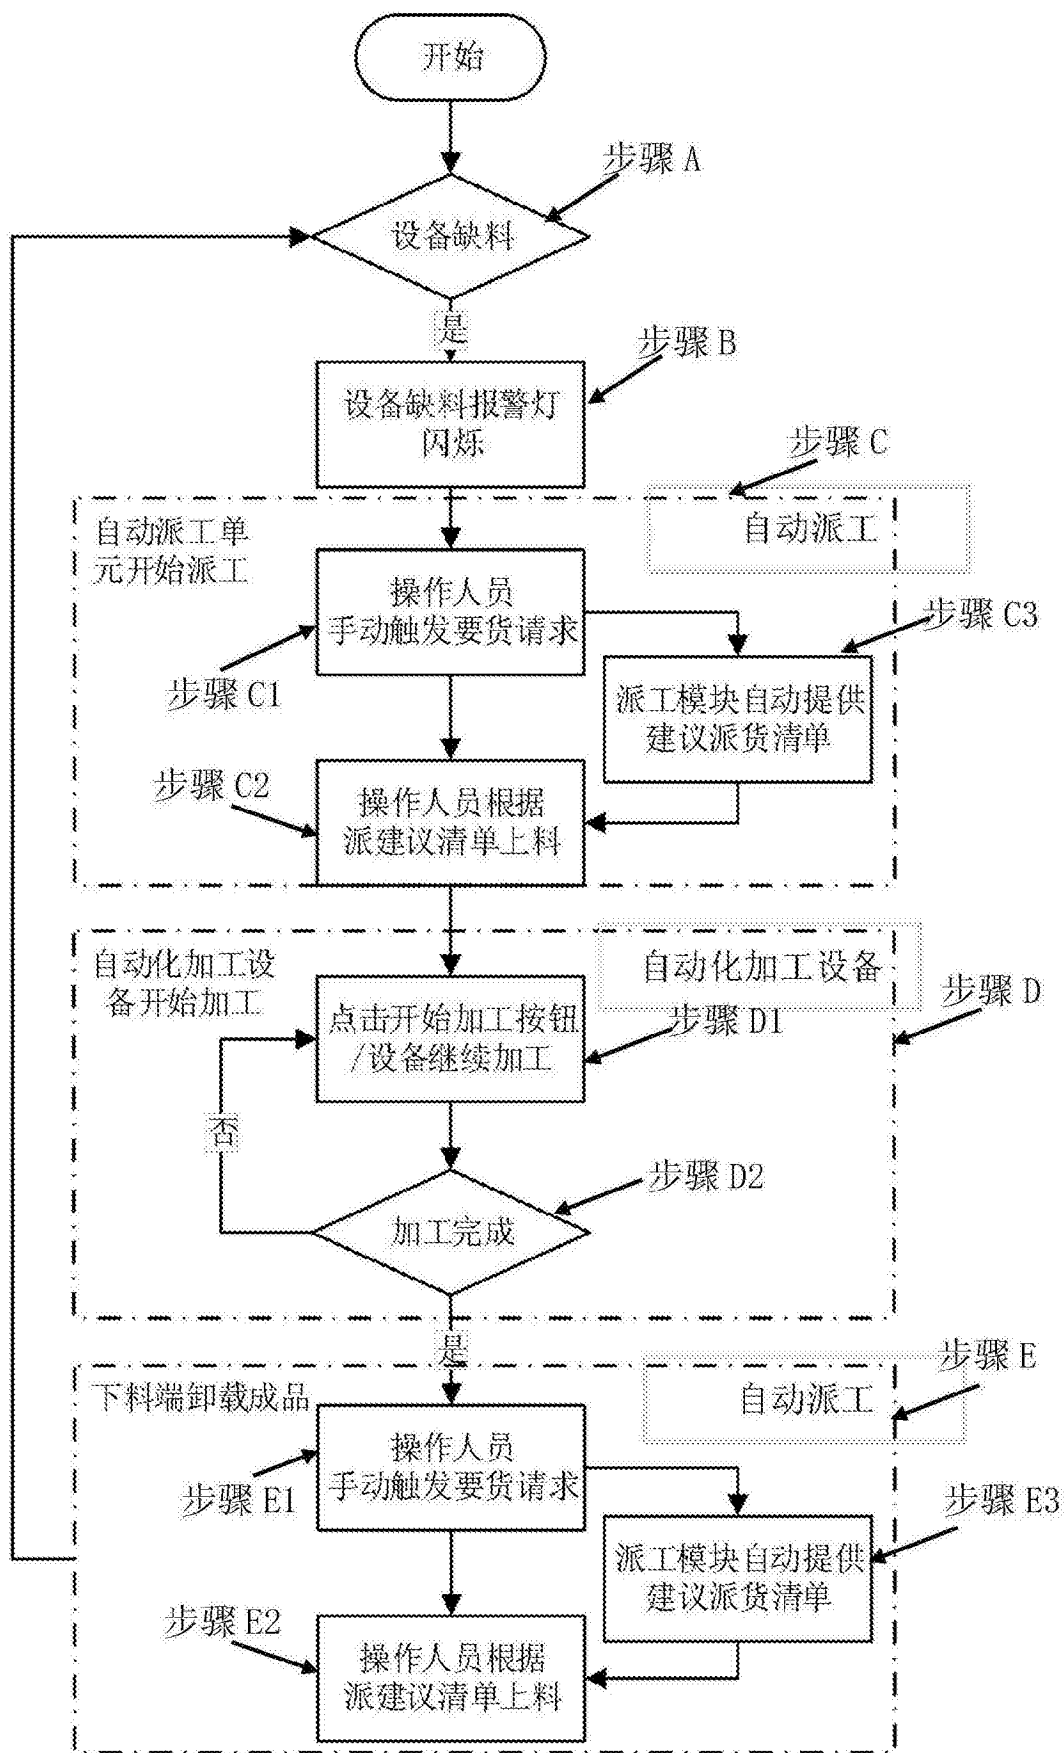 开始
步骤 A
设备缺料
是
步骤 B
设备缺料报警灯
闪烁
步骤 C
自动派工单
元开始派工
自动派工
操作人员
手动触发要货请求
步骤 C3
步骤 C1
派工模块自动提供
建议派货清单
步骤 C2
操作人员根据
派建议清单上料
自动化加工设
备开始加工
自动化加工设备
步骤 D
点击开始加工按钮
/设备继续加工
步骤 D1
否
步骤 D2
加工完成
是
步骤 E
下料端卸载成品
自动派工
操作人员
手动触发要货请求
步骤 E1
步骤 E3
派工模块自动提供
建议派货清单
步骤 E2
操作人员根据
派建议清单上料